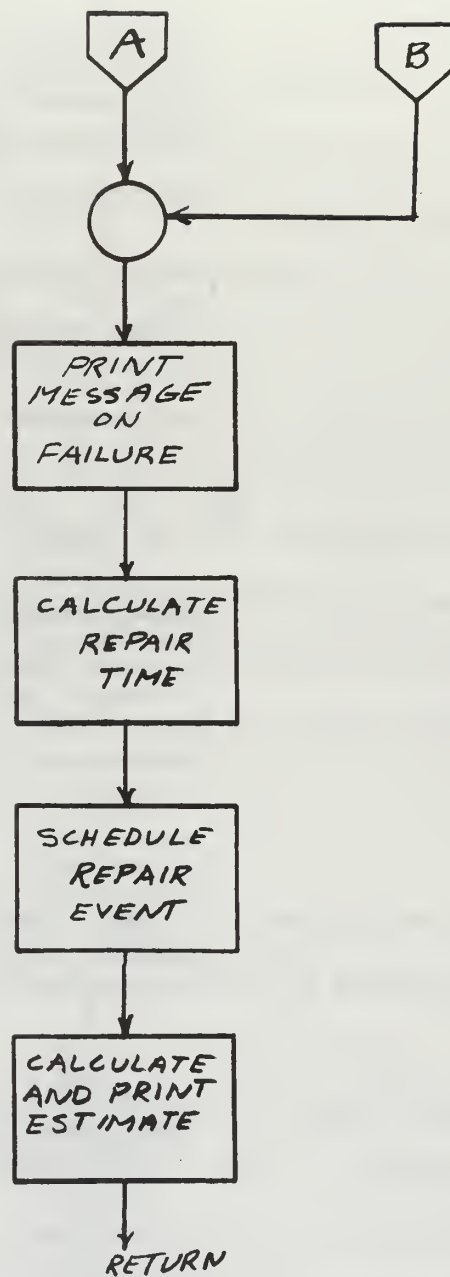 A
B
PRINT
MESSAGE
ON
FAILURE
CALCULATE
REPAIR
TIME
SCHEDULE
REPAIR
EVENT
CALCULATE
AND PRINT
ESTIMATE
RETURN